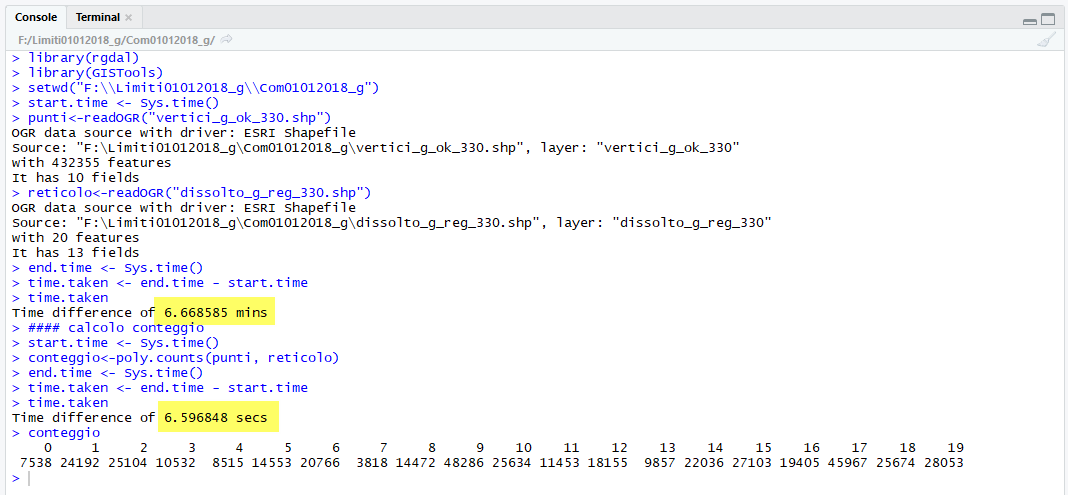 Console Terminal ×
F:/Limiti01012018_g/Com01012018_g/
> library(rgdal)
> library(GISTools)
> setwd("F:\\Limiti01012018_g\\Com01012018_g")
> start.time <- Sys.time()
> punti<-readOGR("vertici_g_ok_330.shp")
OGR data source with driver: ESRI Shapefile
Source: "F:\Limiti01012018_g\Com01012018_g\vertici_g_ok_330.shp", layer: "vertici_g_ok_330"
with 432355 features
It has 10 fields
> reticolo<-readOGR("dissolto_g_reg_330.shp")
OGR data source with driver: ESRI Shapefile
Source: "F:\Limiti01012018_g\Com01012018_g\dissolto_g_reg_330.shp", layer: "dissolto_g_reg_330"
with 20 features
It has 13 fields
> end.time <- Sys.time()
> time.taken <- end.time - start.time
> time.taken
Time difference of 6.668585 mins
> #### calcolo conteggio
> start.time <- Sys.time()
> conteggio<-poly.counts(punti, reticolo)
> end.time <- Sys.time()
> time.taken <- end.time - start.time
> time.taken
Time difference of 6.596848 secs
> conteggio
0 1 2 3 4 5 6 7 8 9 10 11 12 13 14 15 16 17 18 19
7538 24192 25104 10532 8515 14553 20766 3818 14472 48286 25634 11453 18155 9857 22036 27103 19405 45967 25674 28053
>